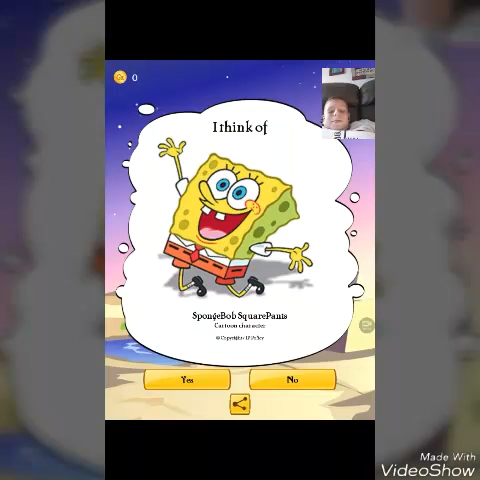 0
I think of
SpongeBob SquarePants
Cartoon character
Yes
No
Made With
VideoShow